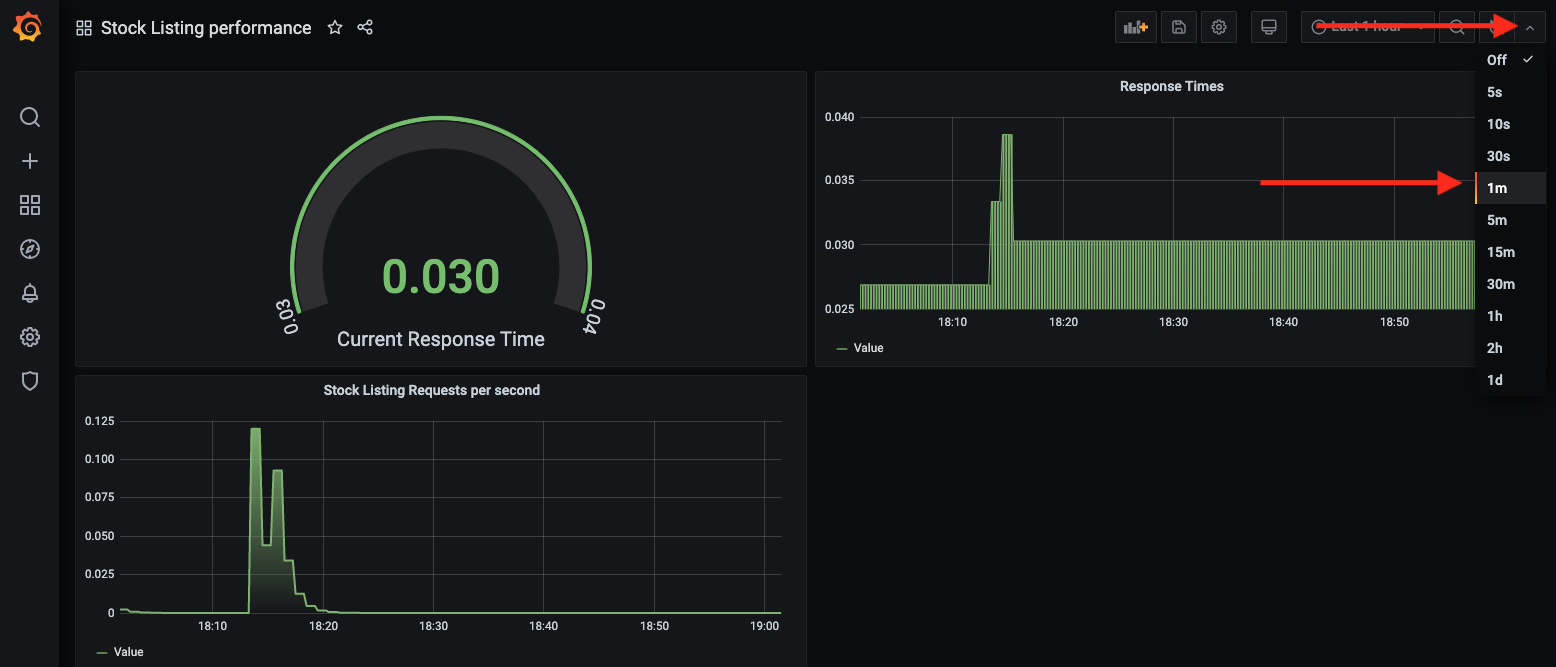 Stock Listing performance
Last 1 hour
Off
5s
10s
30s
1m
5m
15m
30m
1h
2h
1d
0.030
0.03
0.04
Current Response Time
Response Times
0.040
0.035
0.030
0.025
18:10
18:20
18:30
18:40
18:50
Value
Stock Listing Requests per second
0.125
0.100
0.075
0.050
0.025
0
18:10
18:20
18:30
18:40
18:50
19:00
Value